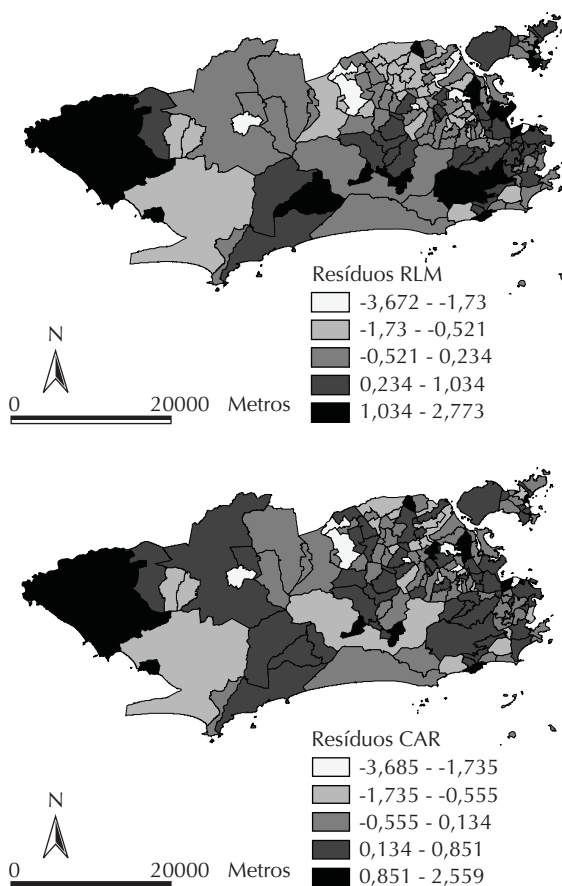 Resíduos RLM
-3,672 - -1,73
-1,73 - -0,521
-0,521 - 0,234
0,234 - 1,034
1,034 - 2,773
N
0 20000 Metros
Resíduos CAR
-3,685 - -1,735
-1,735 - -0,555
-0,555 - 0,134
0,134 - 0,851
0,851 - 2,559
N
0 20000 Metros